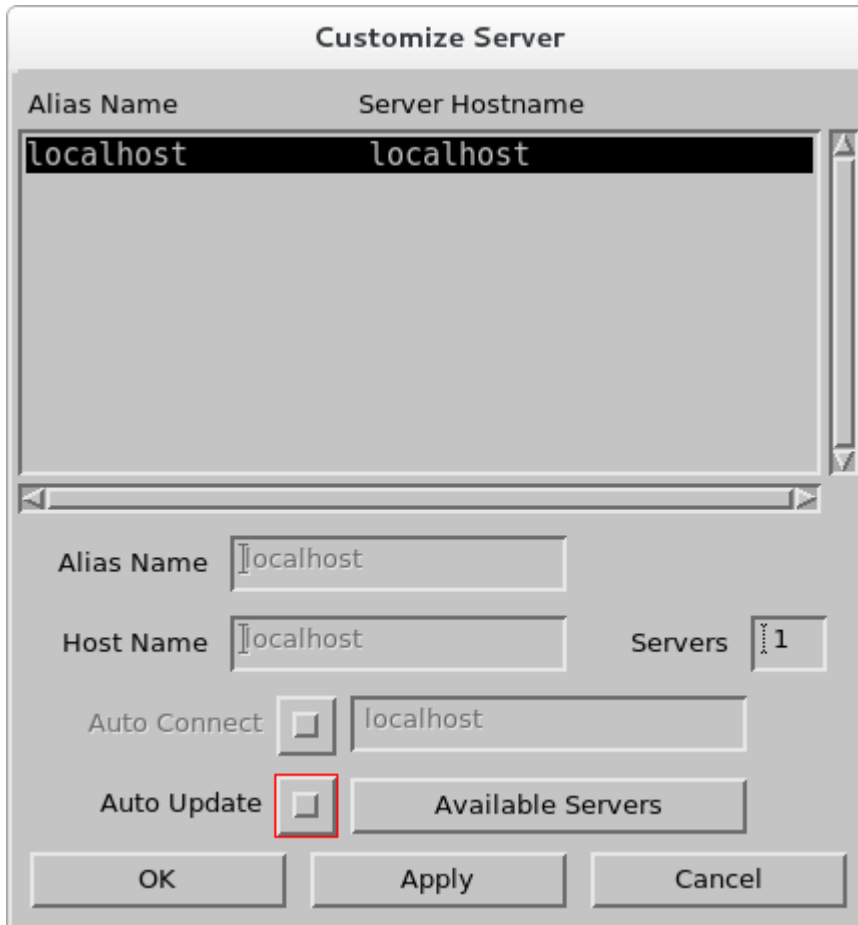 Customize Server
Alias Name Server Hostname
localhost localhost
Alias Name localhost
Host Name localhost Servers 1
Auto Connect localhost
Auto Update Available Servers
OK Apply Cancel